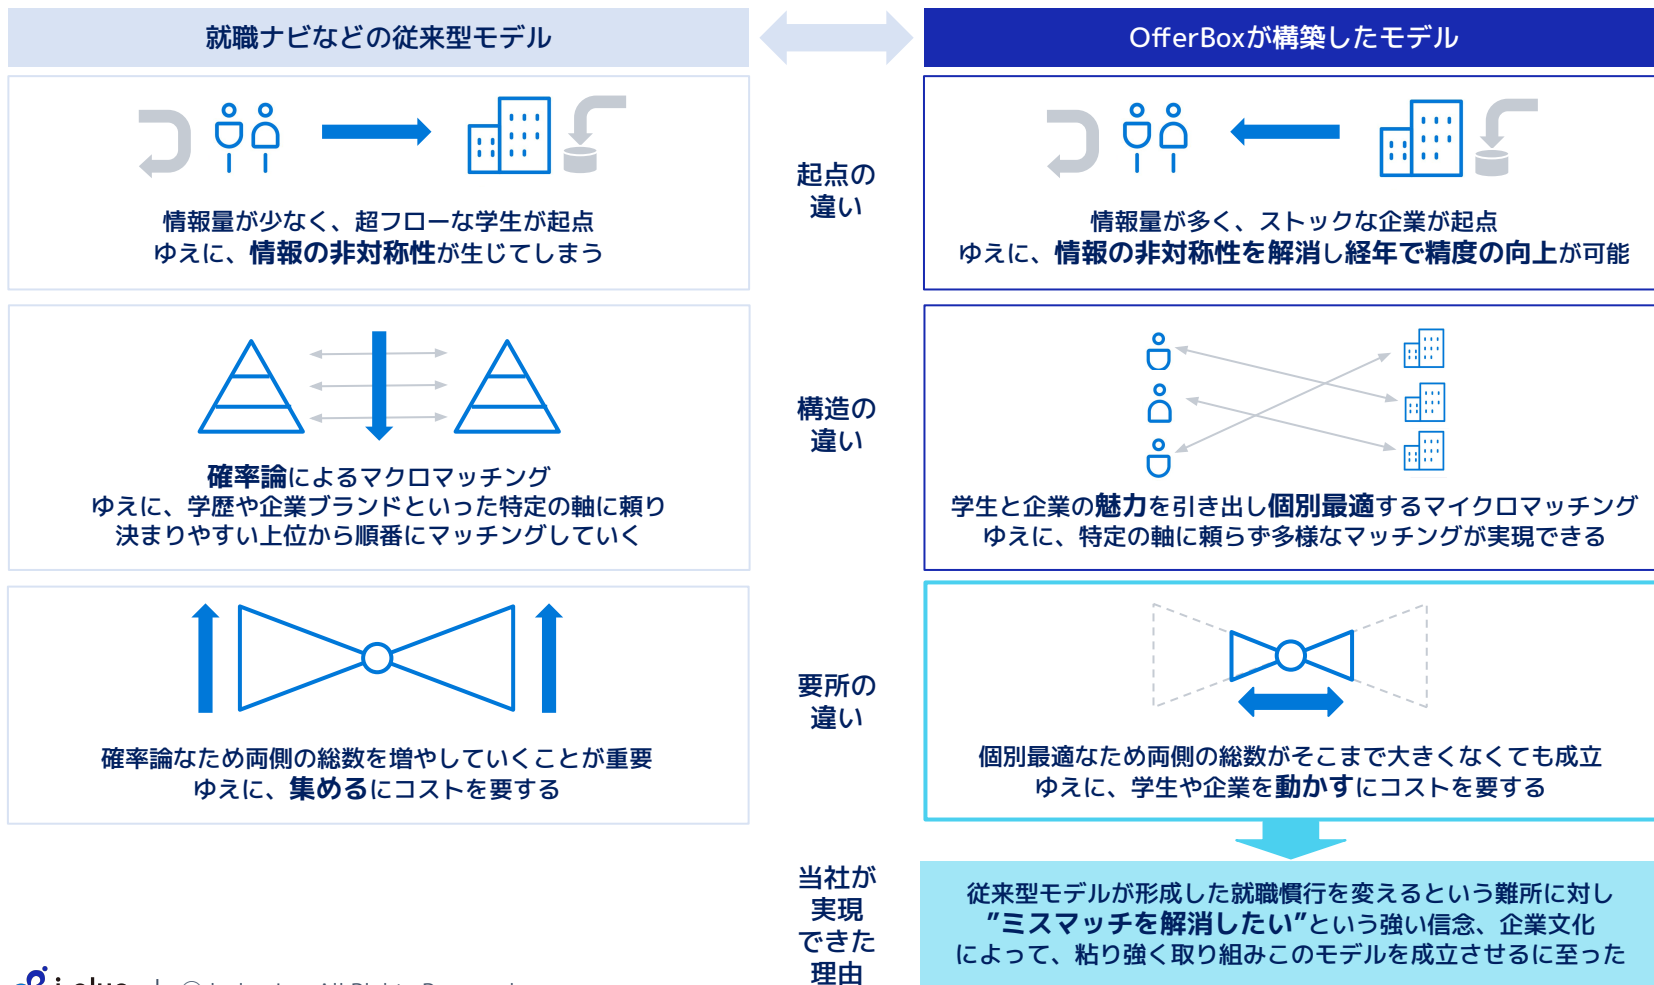 就職ナビなどの従来型モデル
OfferBoxが構築したモデル
情報量が少なく、超フローな学生が起点
ゆえに、情報の非対称性が生じてしまう
起点の
違い
情報量が多く、ストックな企業が起点
ゆえに、情報の非対称性を解消し経年で精度の向上が可能
確率論によるマクロマッチング
ゆえに、学歴や企業ブランドといった特定の軸に頼り
決まりやすい上位から順番にマッチングしていく
構造の
違い
学生と企業の魅力を引き出し個別最適するマイクロマッチング
ゆえに、特定の軸に頼らず多様なマッチングが実現できる
確率論なため両側の総数を増やしていくことが重要
ゆえに、集めるにコストを要する
要所の
違い
個別最適なため両側の総数がそこまで大きくなくても成立
ゆえに、学生や企業を動かすにコストを要する
当社が
実現
できた
理由
従来型モデルが形成した就職慣行を変えるという難所に対し
”ミスマッチを解消したい”という強い信念、企業文化
によって、粘り強く取り組みこのモデルを成立させるに至った